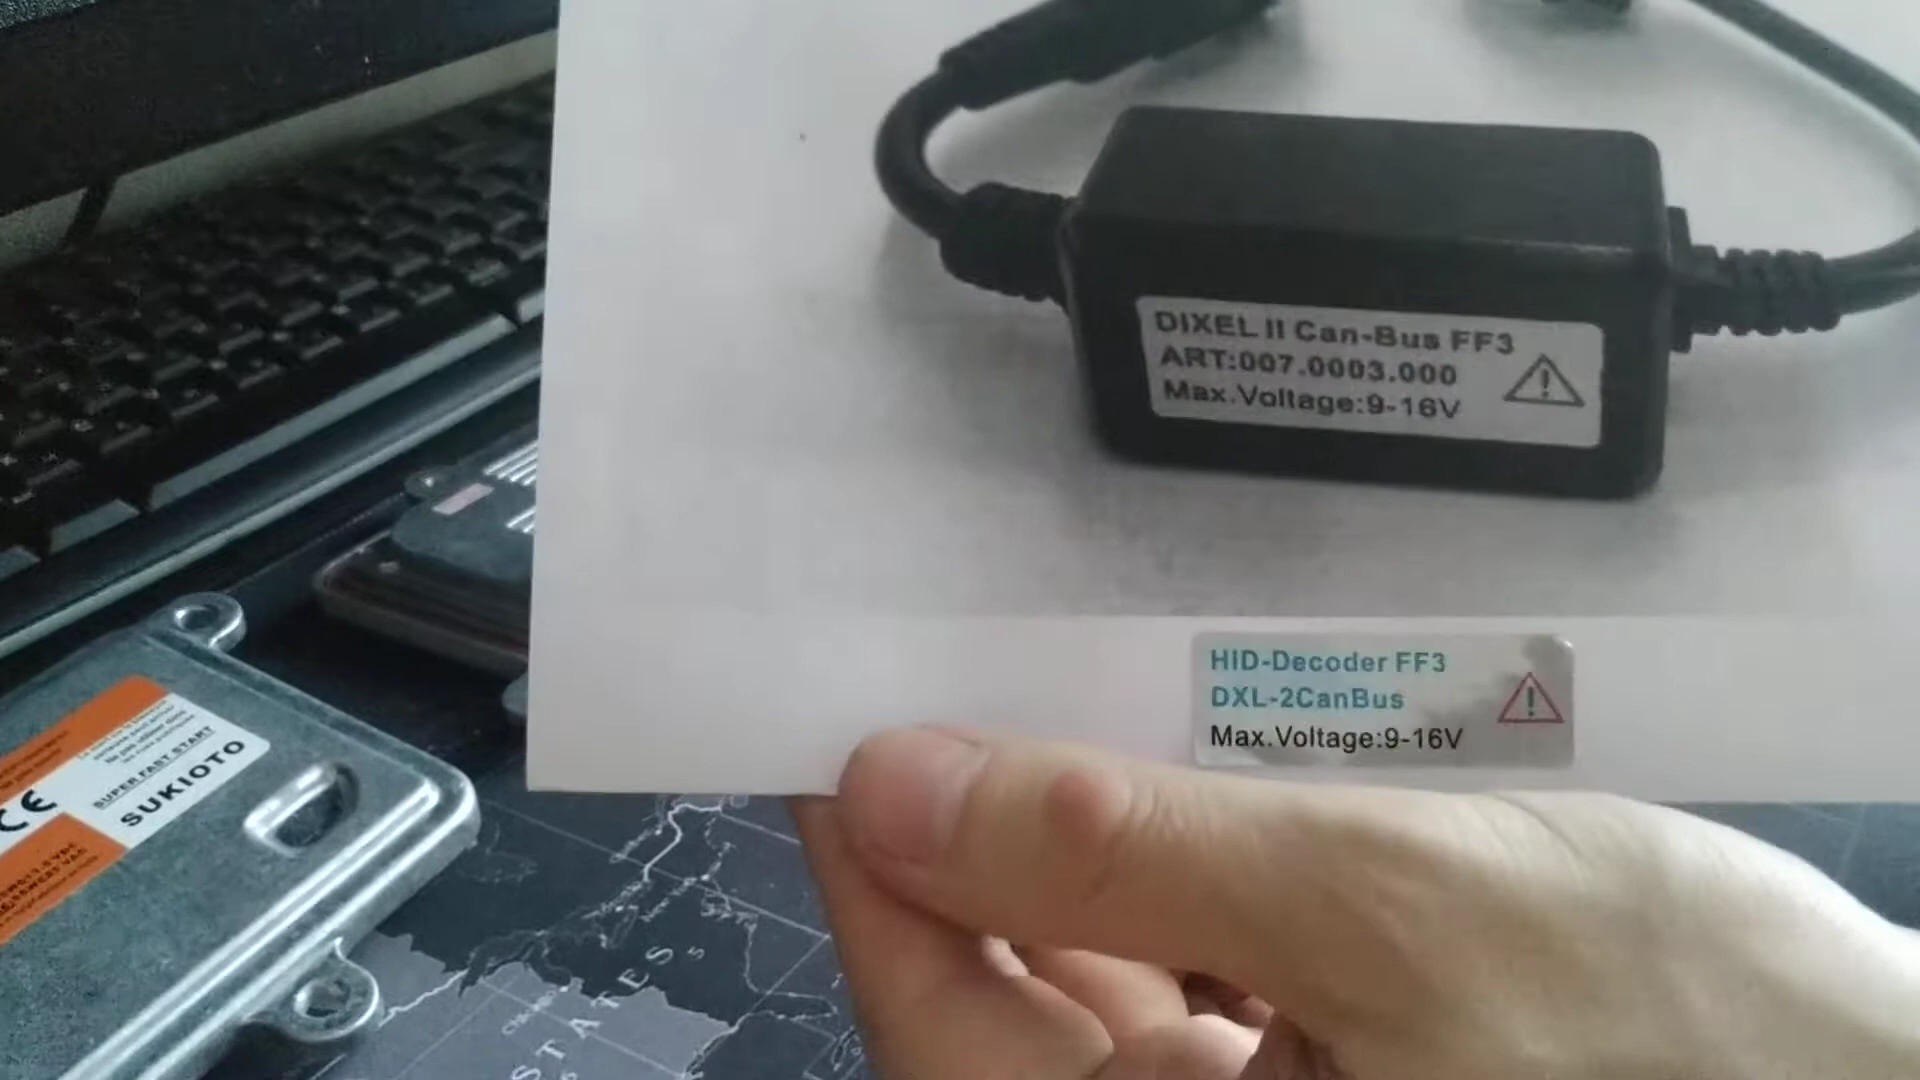 DIXEL II Can-Bus FF3
ART:007.0003.000
Max.Voltage:9-16V
HID-Decoder FF3
DXL-2CanBus
Max.Voltage:9-16V
SUPER FAST START
SUKIOTO
CE
STATES